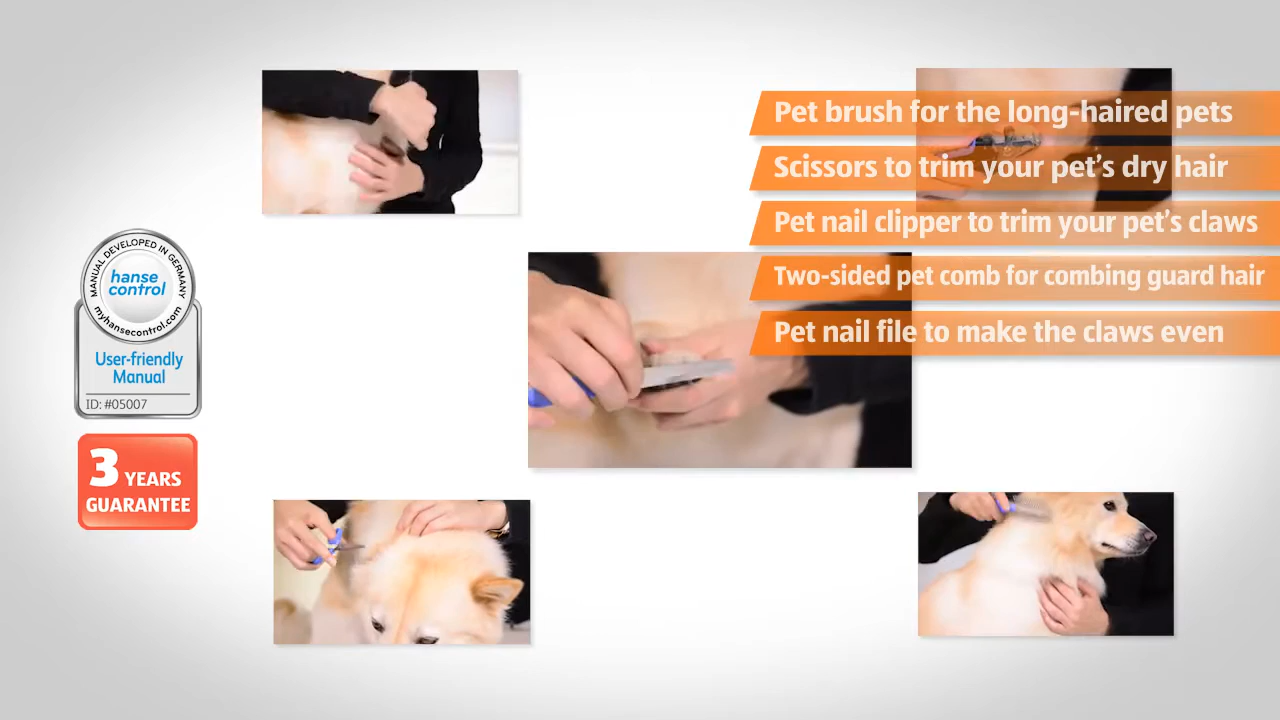 Pet brush for the long-haired pets
Scissors to trim your pet's dry hair
Pet nail clipper to trim your pet's claws
Two-sided pet comb for combing guard hair
Pet nail file to make the claws even
MANUAL DEVELOPED IN GERMANY
hanse
control
myhansecontrol.com
User-friendly
Manual
ID: #05007
3 YEARS
GUARANTEE